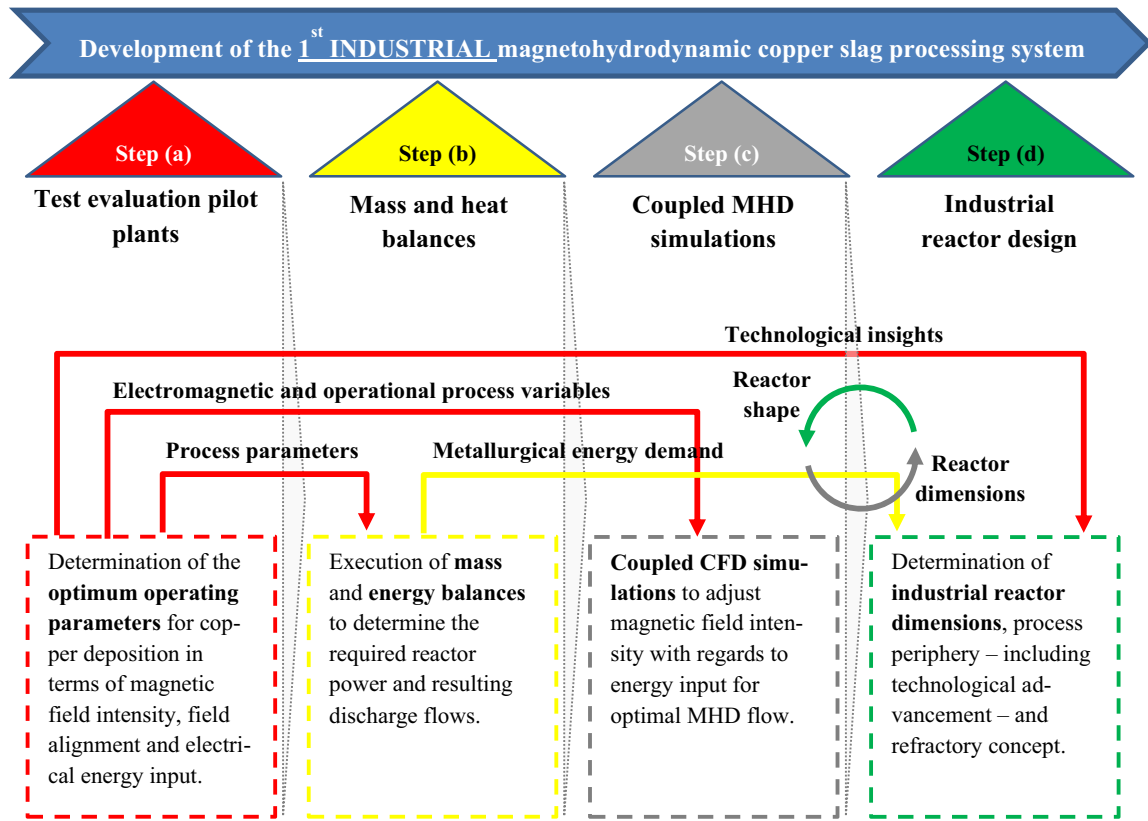 Development of the 1st INDUSTRIAL magnetohydrodynamic copper slag processing system
Step (a)
Step (b)
Step (c)
Step (d)
Test evaluation pilot
plants
Mass and heat
balances
Coupled MHD
simulations
Industrial
reactor design
Technological insights
Electromagnetic and operational process variables
Reactor
shape
Process parameters
Metallurgical energy demand
Reactor
dimensions
Determination of the
optimum operating
parameters for cop-
per deposition in
terms of magnetic
field intensity, field
alignment and electri-
cal energy input.
Execution of mass
and energy balances
to determine the
required reactor
power and resulting
discharge flows.
Coupled CFD simu-
lations to adjust
magnetic field inten-
sity with regards to
energy input for
optimal MHD flow.
Determination of
industrial reactor
dimensions, process
periphery – including
technological ad-
vancement – and
refractory concept.